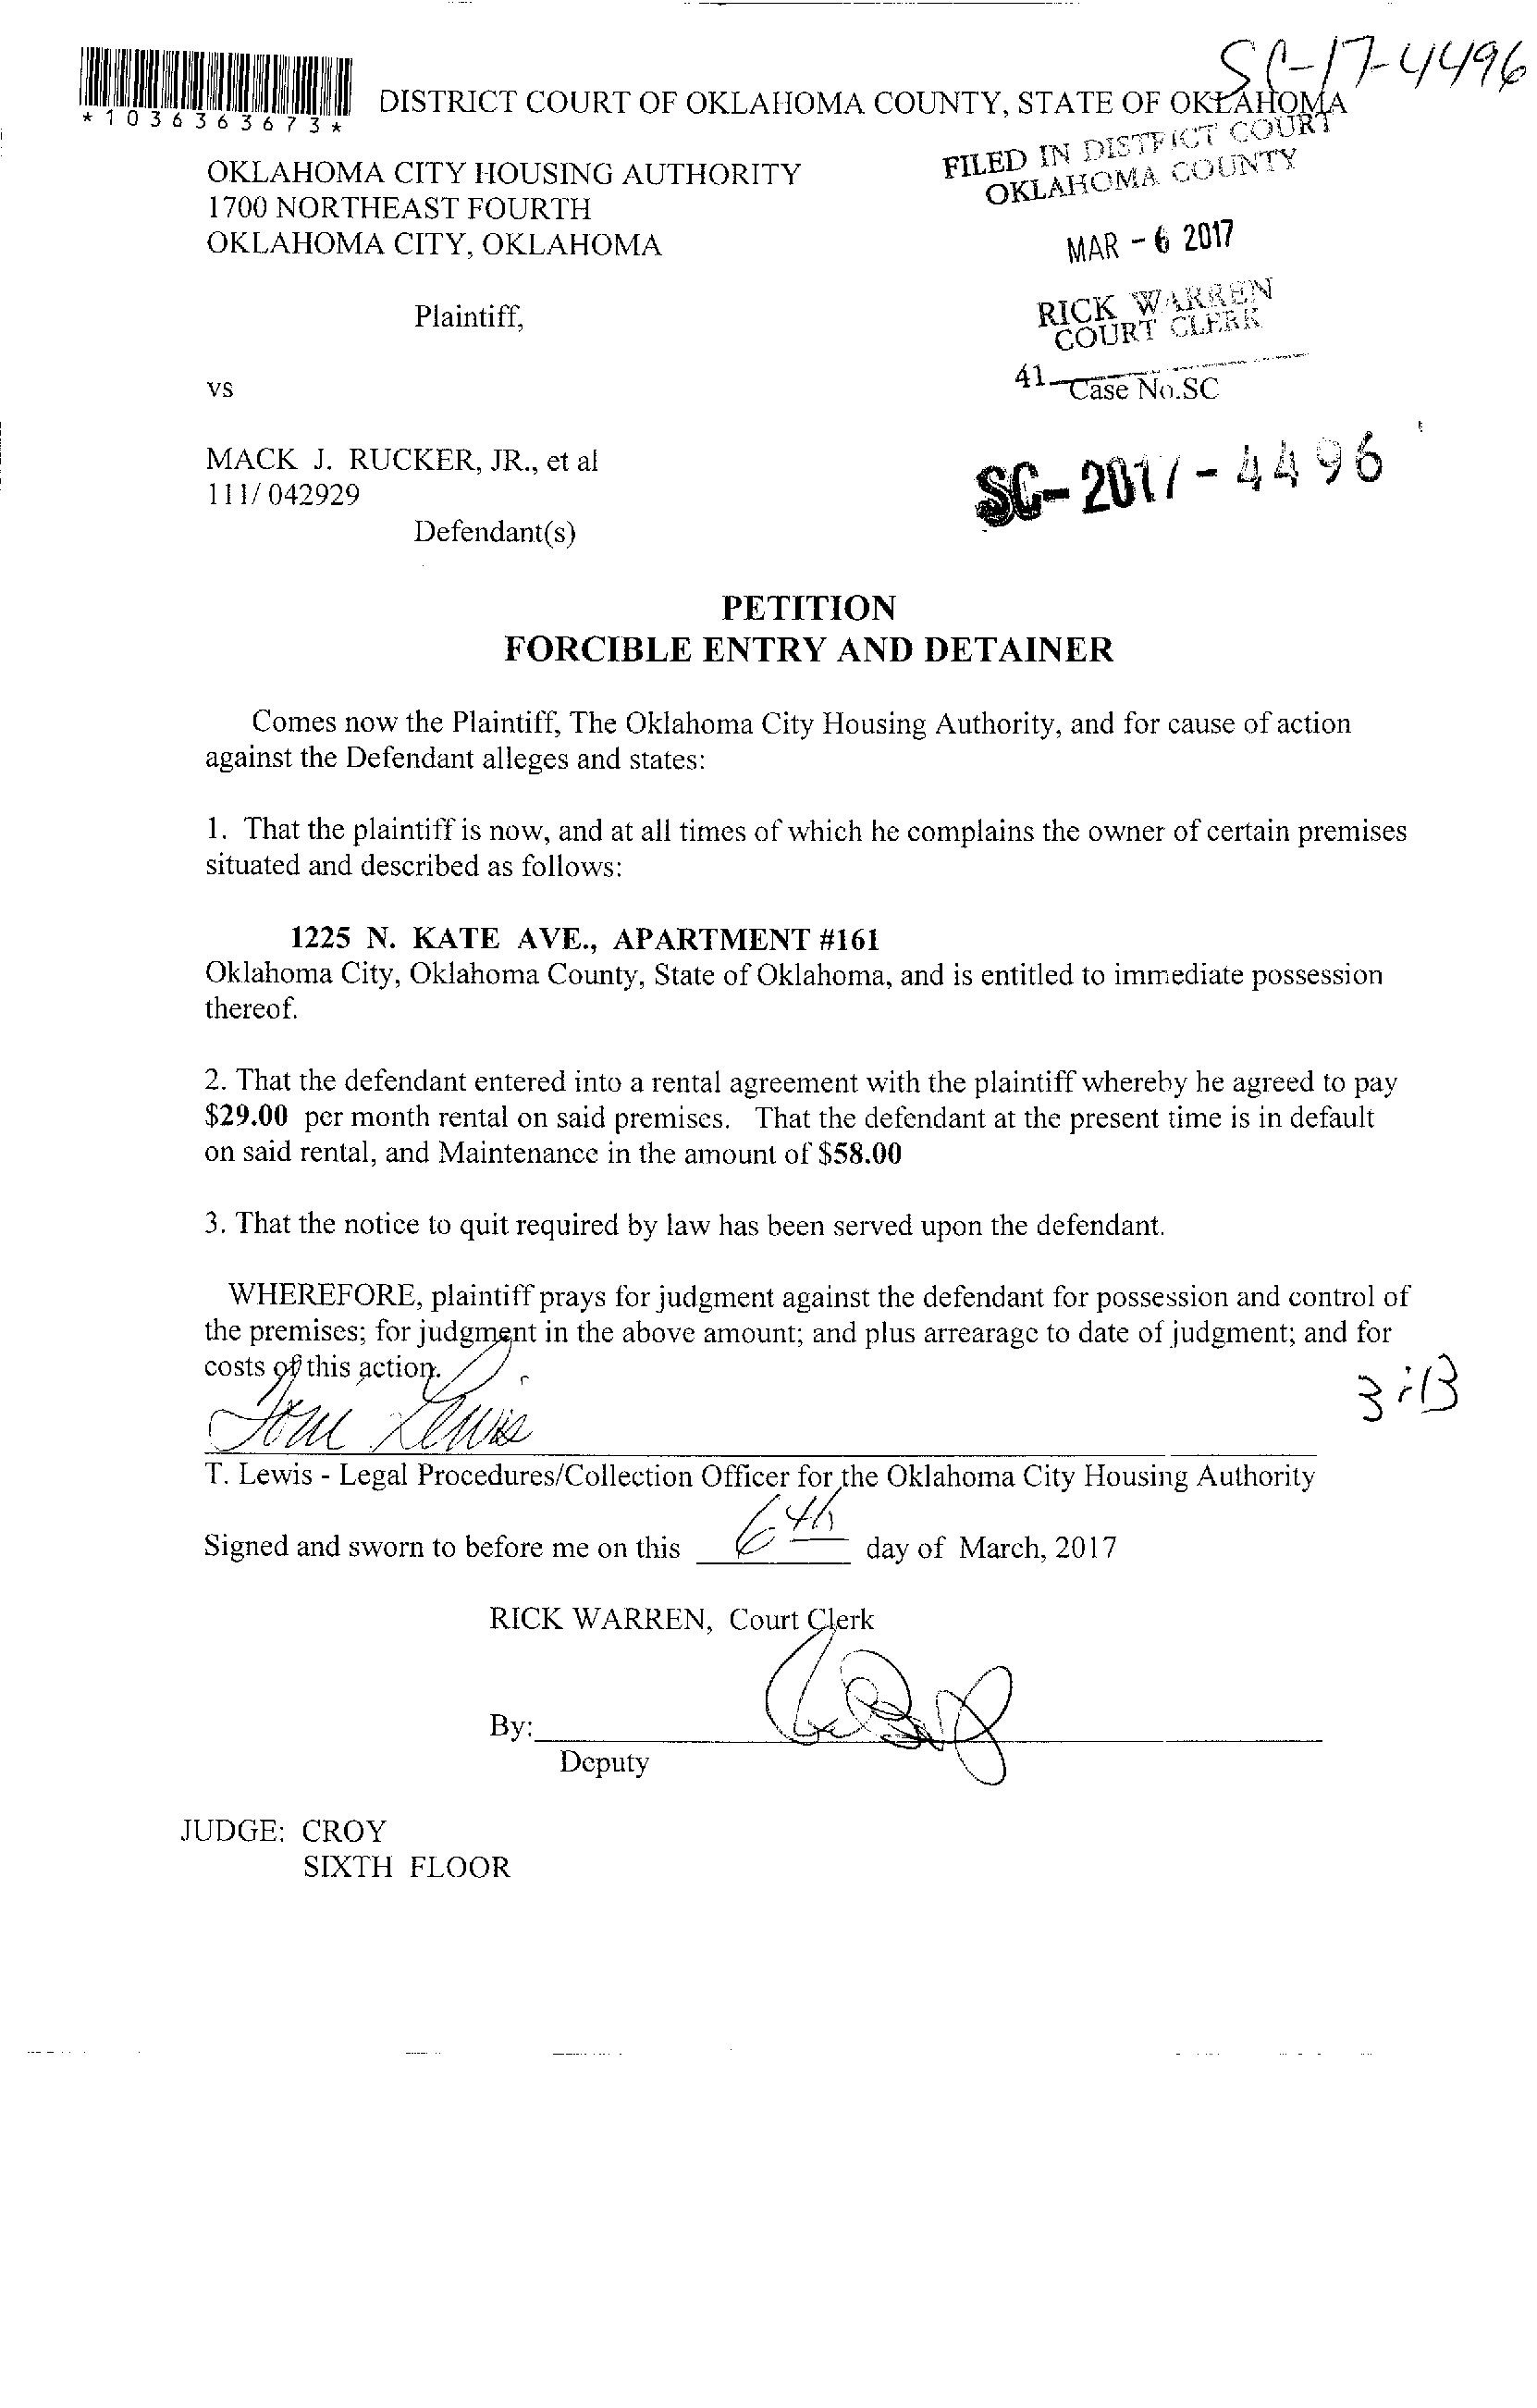 SC-17-4496
*1036363673*
DISTRICT COURT OF OKLAHOMA COUNTY, STATE OF OKLAHOMA
FILED IN DISTRICT COURT
OKLAHOMA COUNTY
OKLAHOMA CITY HOUSING AUTHORITY
1700 NORTHEAST FOURTH
OKLAHOMA CITY, OKLAHOMA
MAR - 6 2017
Plaintiff,
RICK WARREN
COURT CLERK
41
vs
Case No.SC
MACK J. RUCKER, JR., et al
SC-2017-4496
111/ 042929
Defendant(s)
PETITION
FORCIBLE ENTRY AND DETAINER
Comes now the Plaintiff, The Oklahoma City Housing Authority, and for cause of action
against the Defendant alleges and states:
1. That the plaintiff is now, and at all times of which he complains the owner of certain premises
situated and described as follows:
1225 N. KATE AVE., APARTMENT #161
Oklahoma City, Oklahoma County, State of Oklahoma, and is entitled to immediate possession
thereof.
2. That the defendant entered into a rental agreement with the plaintiff whereby he agreed to pay
$29.00 per month rental on said premises. That the defendant at the present time is in default
on said rental, and Maintenance in the amount of $58.00
3. That the notice to quit required by law has been served upon the defendant.
WHEREFORE, plaintiff prays for judgment against the defendant for possession and control of
the premises; for judgment in the above amount; and plus arrearage to date of judgment; and for
costs of this action.
Tom Lewis
T. Lewis - Legal Procedures/Collection Officer for the Oklahoma City Housing Authority
Signed and sworn to before me on this 6th day of March, 2017
RICK WARREN, Court Clerk
By:
Deputy
JUDGE: CROY
SIXTH FLOOR